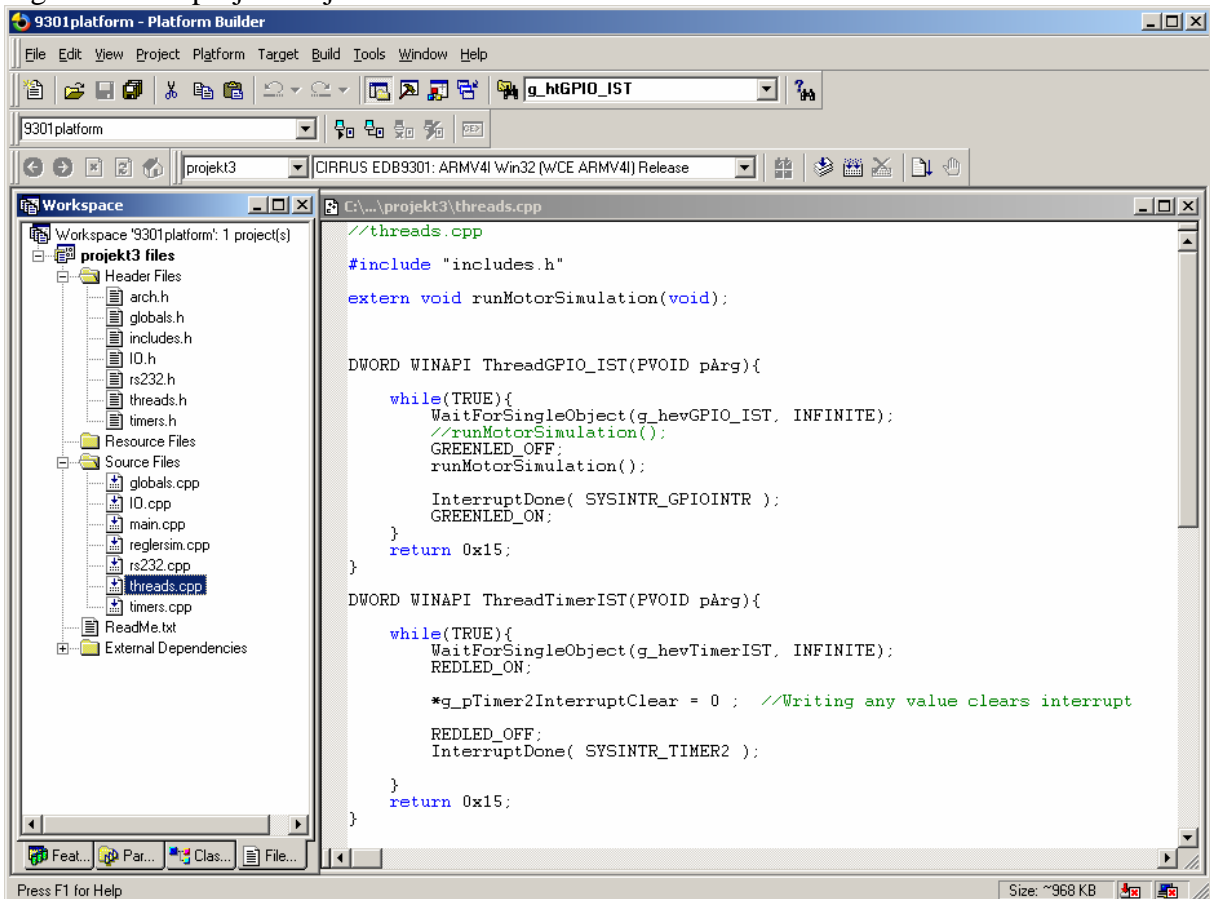 9301platform - Platform Builder
File Edit View Project Platform Target Build Tools Window Help
g_htGPIO_IST
9301platform
projekt3 CIRRUS EDB9301: ARMV4I Win32 (WCE ARMV4I) Release
Workspace
Workspace '9301platform': 1 project(s)
projekt3 files
Header Files
arch.h
globals.h
includes.h
IO.h
rs232.h
threads.h
timers.h
Resource Files
Source Files
globals.cpp
IO.cpp
main.cpp
reglersim.cpp
rs232.cpp
threads.cpp
timers.cpp
ReadMe.txt
External Dependencies
Feat... Par... Clas... File...
C:\...\projekt3\threads.cpp
//threads.cpp
#include "includes.h"
extern void runMotorSimulation(void);
DWORD WINAPI ThreadGPIO_IST(PVOID pArg){
while(TRUE){
WaitForSingleObject(g_hevGPIO_IST, INFINITE);
//runMotorSimulation();
GREENLED_OFF;
runMotorSimulation();
InterruptDone( SYSINTR_GPIOINTR );
GREENLED_ON;
}
return 0x15;
}
DWORD WINAPI ThreadTimerIST(PVOID pArg){
while(TRUE){
WaitForSingleObject(g_hevTimerIST, INFINITE);
REDLED_ON;
*g_pTimer2InterruptClear = 0 ; //Writing any value clears interrupt
REDLED_OFF;
InterruptDone( SYSINTR_TIMER2 );
}
return 0x15;
}
Press F1 for Help
Size: ~968 KB